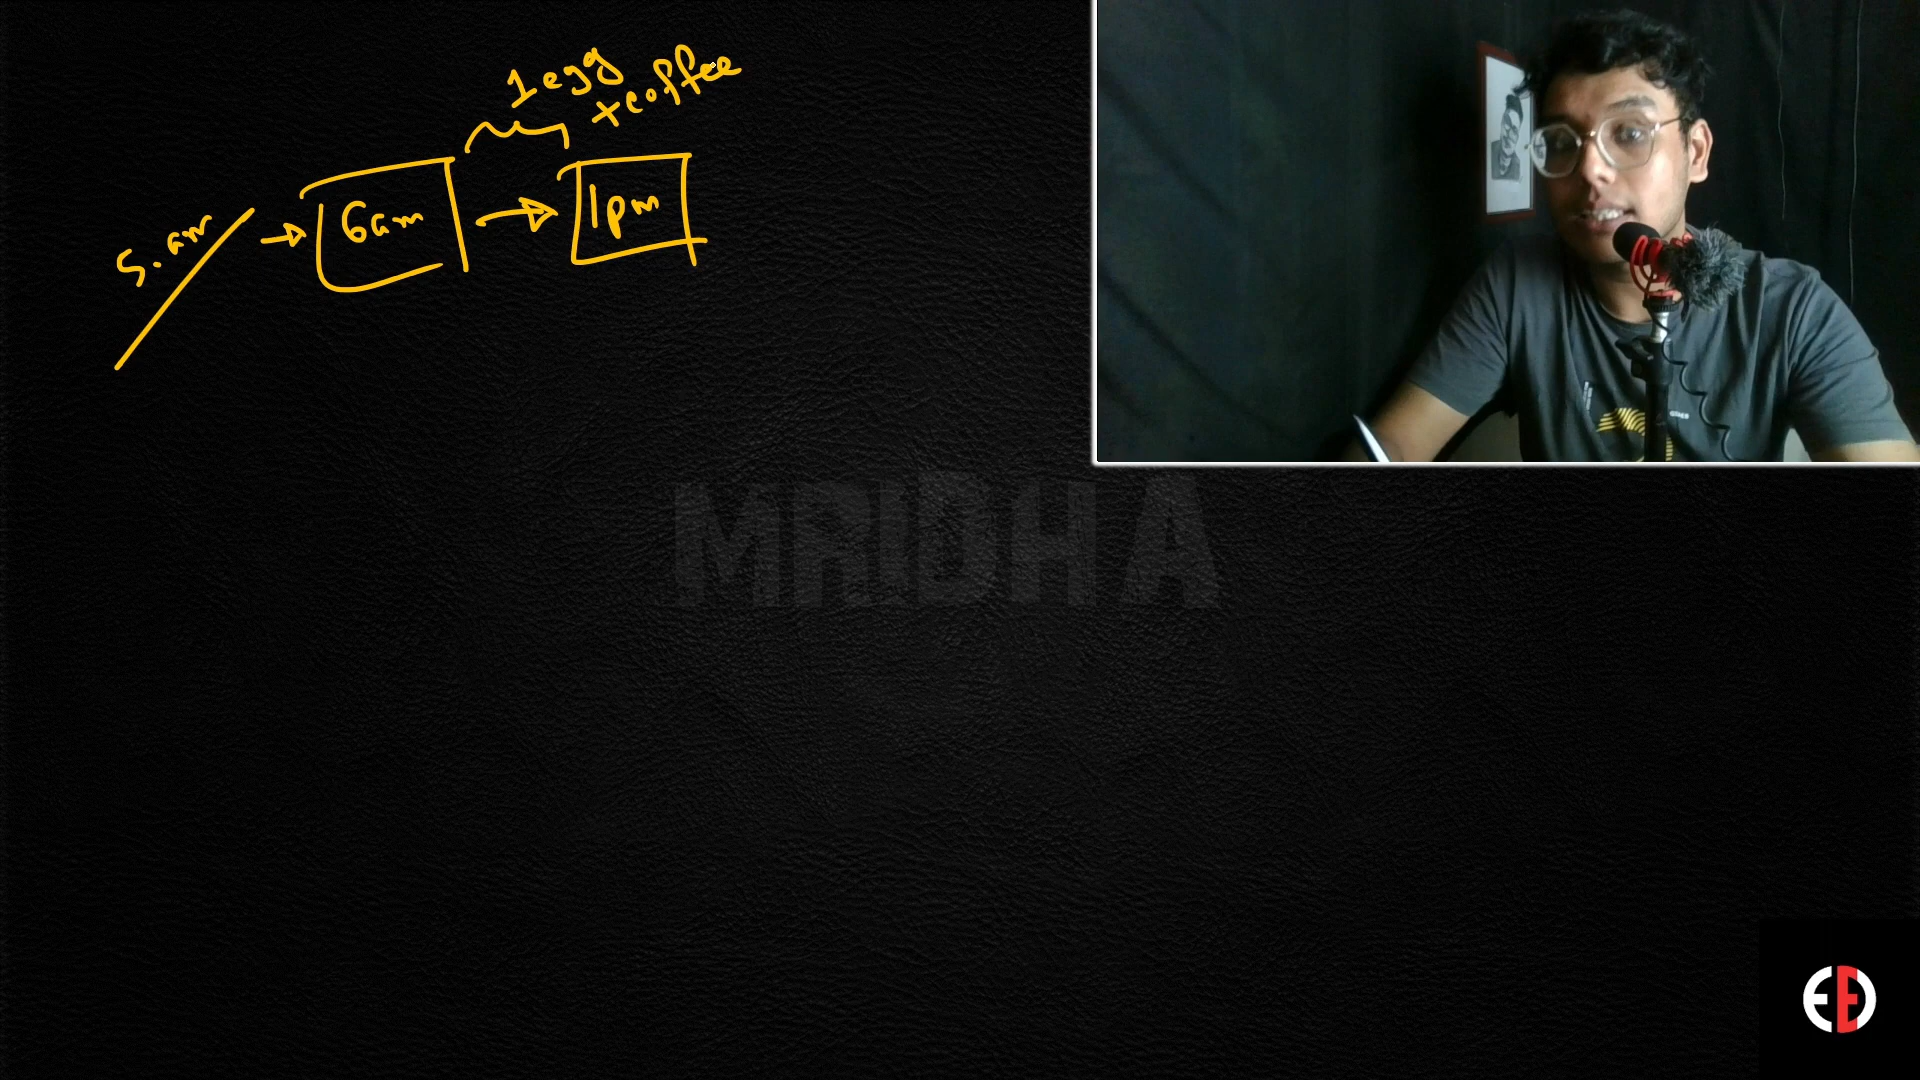 1 egg
+ coffee
5. am → 6am → 1pm
MRIDHA